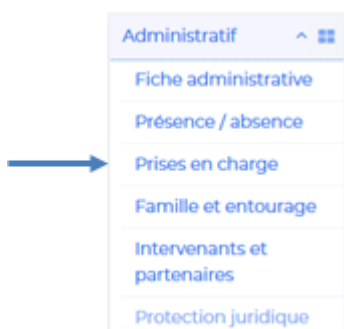 Administratif
Fiche administrative
Présence / absence
Prises en charge
Famille et entourage
Intervenants et
partenaires
Protection juridique